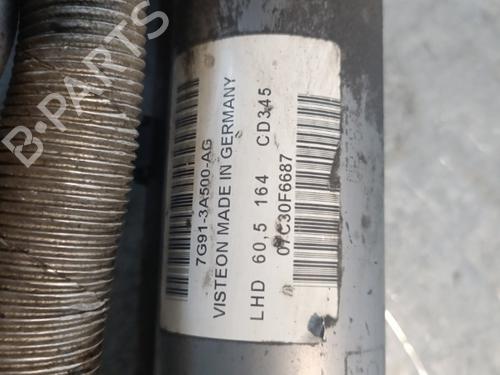 7G91-3A500-AG
VISTEON MADE IN GERMANY
LHD 60,5 164 CD345
07C30F6687
B-PARTS